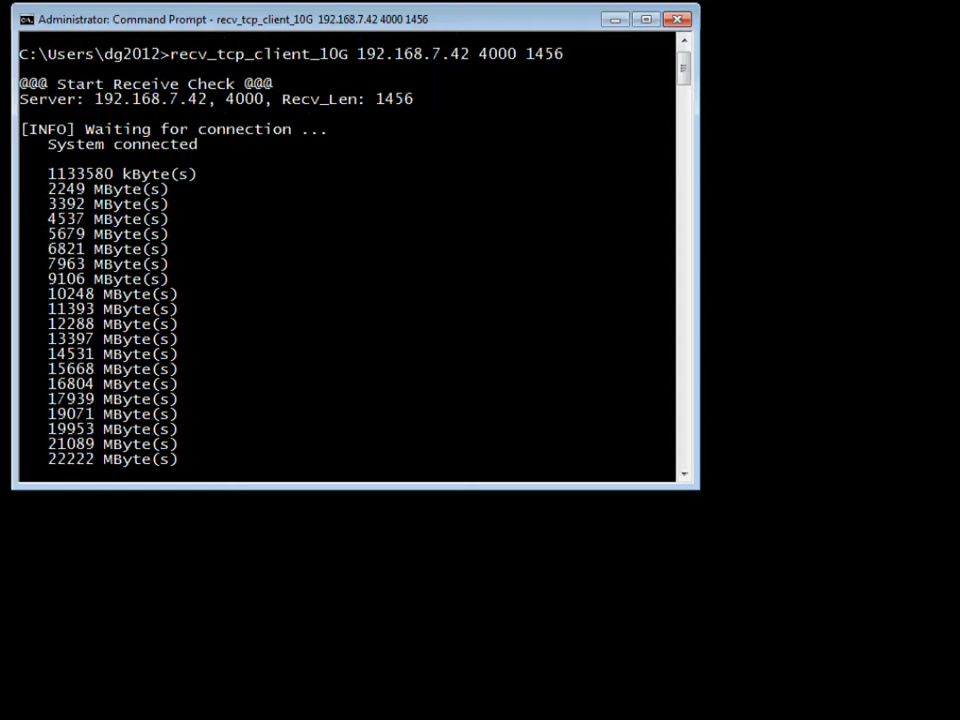 Administrator: Command Prompt - recv_tcp_client_10G 192.168.7.42 4000 1456
C:\Users\dg2012>recv_tcp_client_10G 192.168.7.42 4000 1456
@@@ Start Receive Check @@@
Server: 192.168.7.42, 4000, Recv_Len: 1456
[INFO] Waiting for connection ...
System connected
1133580 kByte(s)
2249 MByte(s)
3392 MByte(s)
4537 MByte(s)
5679 MByte(s)
6821 MByte(s)
7963 MByte(s)
9106 MByte(s)
10248 MByte(s)
11393 MByte(s)
12288 MByte(s)
13397 MByte(s)
14531 MByte(s)
15668 MByte(s)
16804 MByte(s)
17939 MByte(s)
19071 MByte(s)
19953 MByte(s)
21089 MByte(s)
22222 MByte(s)